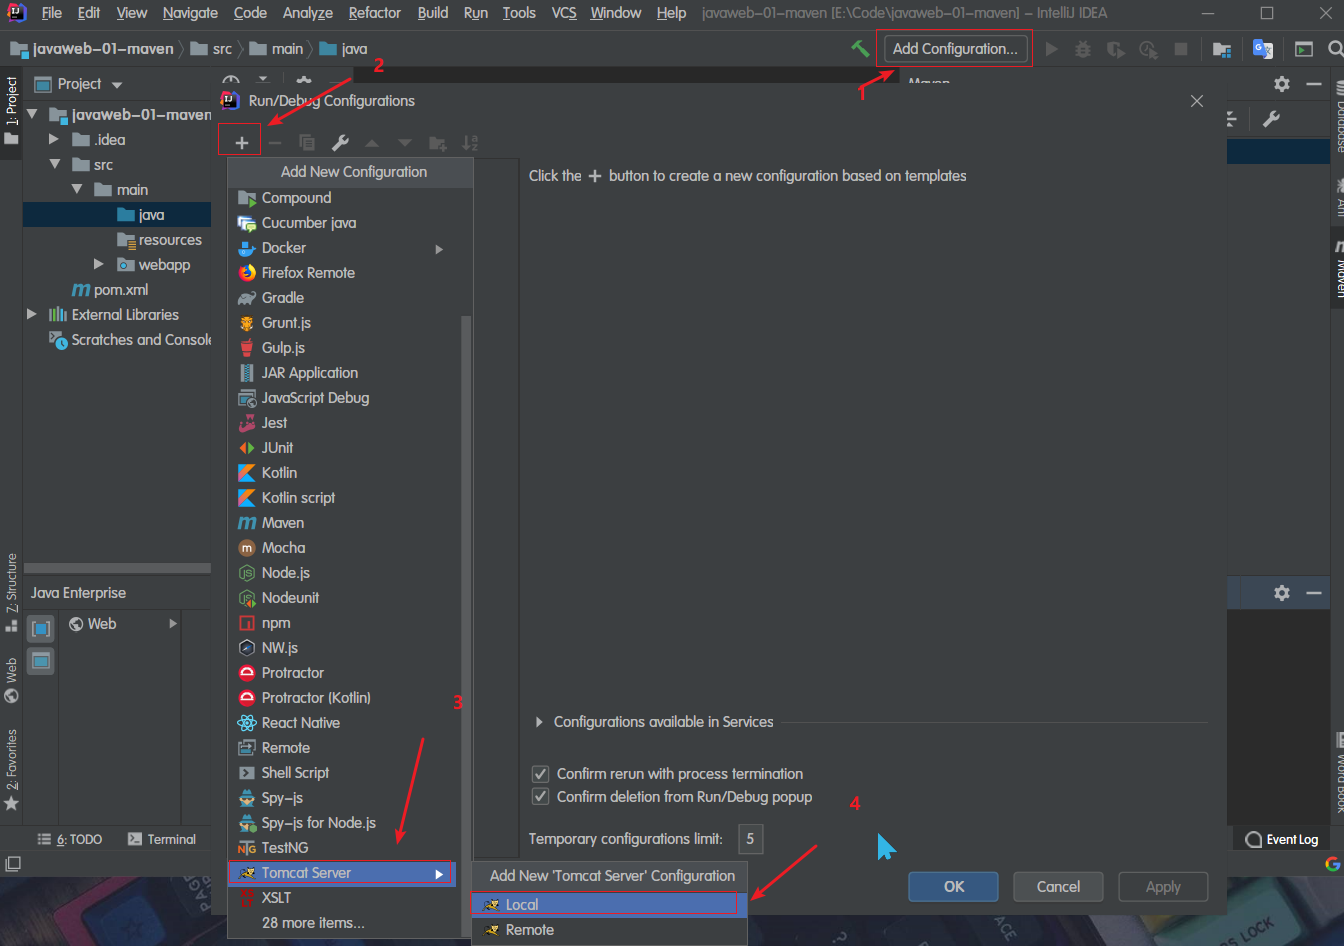 File Edit View Navigate Code Analyze Refactor Build Run Tools VCS Window Help javaweb-01-maven [E:\Code\javaweb-01-maven] - IntelliJ IDEA
javaweb-01-maven src main java
Add Configuration...
1
2
Project
Maven
1: Project
Run/Debug Configurations
javaweb-01-maven
.idea
src
main
java
resources
webapp
pom.xml
External Libraries
Scratches and Console
Add New Configuration
Compound
Cucumber java
Docker
Firefox Remote
Gradle
Grunt.js
Gulp.js
JAR Application
JavaScript Debug
Jest
JUnit
Kotlin
Kotlin script
Maven
Mocha
Node.js
Nodeunit
npm
NW.js
Protractor
Protractor (Kotlin)
React Native
Remote
Shell Script
Spy-js
Spy-js for Node.js
TestNG
Tomcat Server
XSLT
28 more items...
3
Click the + button to create a new configuration based on templates
Configurations available in Services
Confirm rerun with process termination
Confirm deletion from Run/Debug popup
4
Temporary configurations limit: 5
Add New 'Tomcat Server' Configuration
Local
Remote
OK Cancel Apply
Java Enterprise
Web
7: Structure
Web
2: Favorites
6: TODO Terminal
Event Log
Database
Ant
Maven
Word Book
LOCK